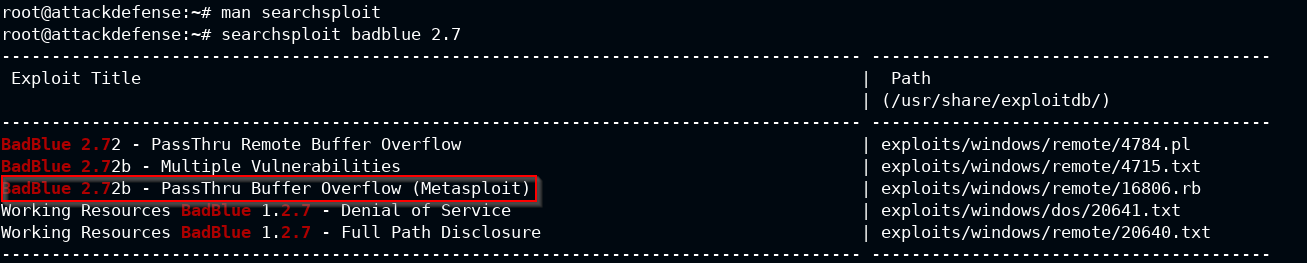 root@attackdefense:~# man searchsploit
root@attackdefense:~# searchsploit badblue 2.7
--------------------------------------------------------------------------------------- ----------------------------------------
 Exploit Title | Path
 | (/usr/share/exploitdb/)
--------------------------------------------------------------------------------------- ----------------------------------------
BadBlue 2.72 - PassThru Remote Buffer Overflow | exploits/windows/remote/4784.pl
BadBlue 2.72b - Multiple Vulnerabilities | exploits/windows/remote/4715.txt
BadBlue 2.72b - PassThru Buffer Overflow (Metasploit) | exploits/windows/remote/16806.rb
Working Resources BadBlue 1.2.7 - Denial of Service | exploits/windows/dos/20641.txt
Working Resources BadBlue 1.2.7 - Full Path Disclosure | exploits/windows/remote/20640.txt
--------------------------------------------------------------------------------------- ----------------------------------------